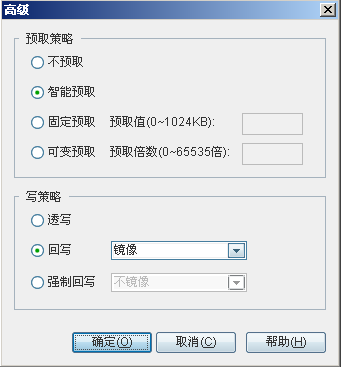 高级
预取策略
不预取
智能预取
固定预取 预取值(0~1024KB):
可变预取 预取倍数(0~65535倍):
写策略
透写
回写 镜像
强制回写 不镜像
确定(O) 取消(C) 帮助(H)